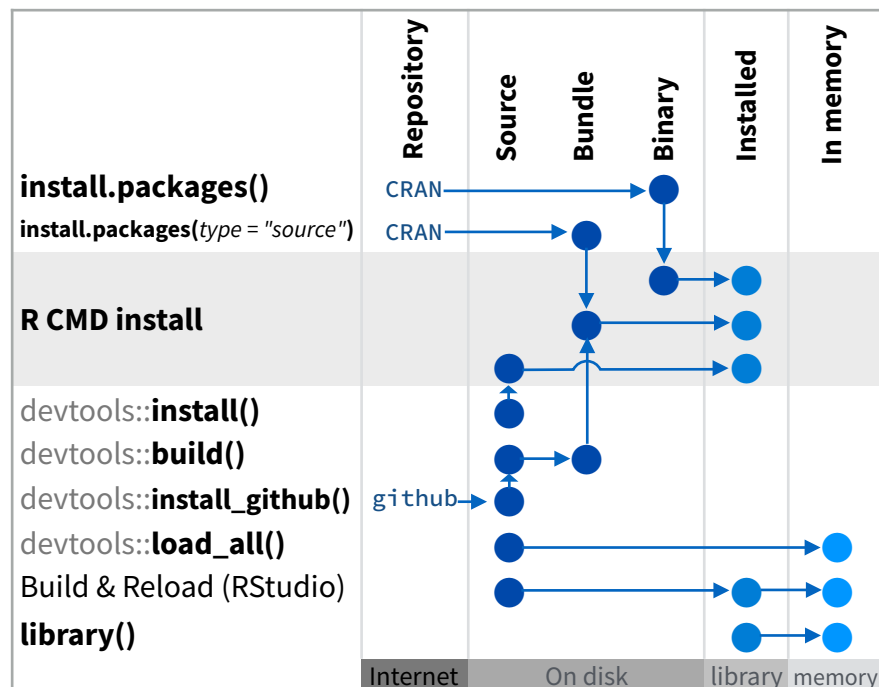 Repository
Source
Bundle
Binary
Installed
In memory
install.packages()
CRAN
install.packages(type = "source")
CRAN
R CMD install
devtools::install()
devtools::build()
devtools::install_github()
github
devtools::load_all()
Build & Reload (RStudio)
library()
Internet
On disk
library
memory